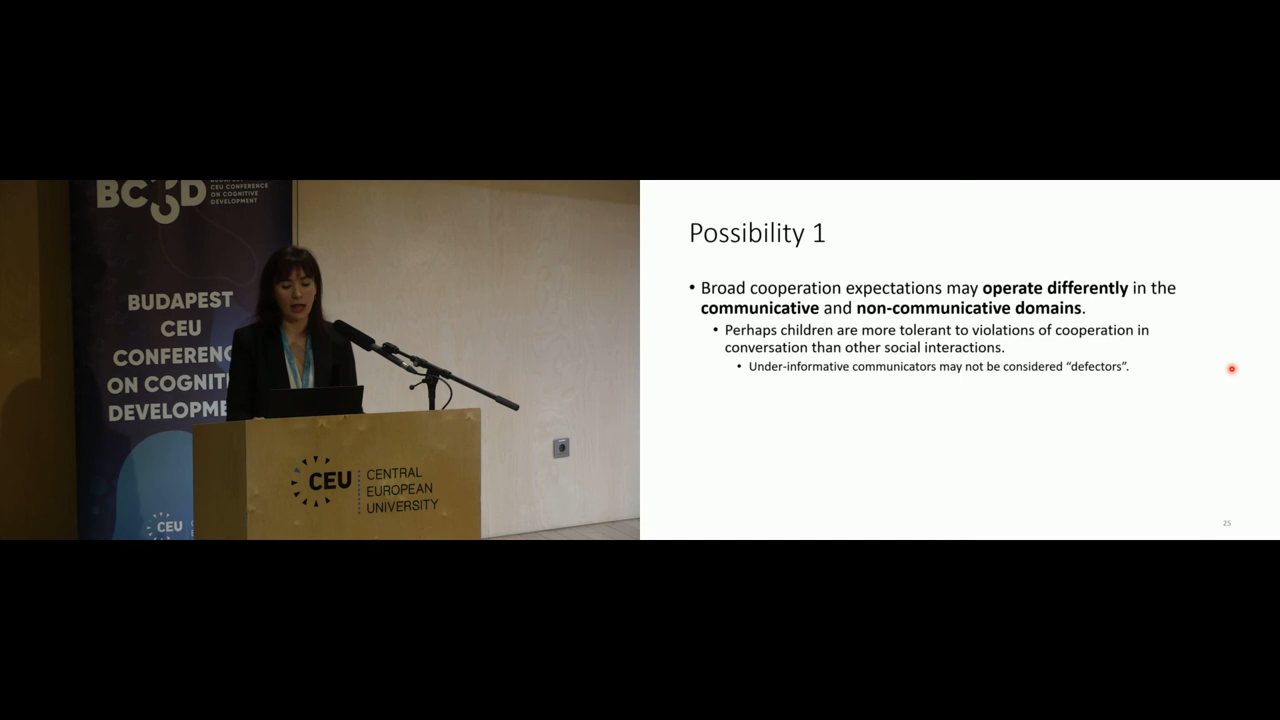 BC D
CEU CONFERENCE
ON COGNITIVE
DEVELOPMENT
BUDAPEST
CEU
CONFERENC
ON COGNITI
DEVELOPME
CEU
CEU
CENTRAL
EUROPEAN
UNIVERSITY
Possibility 1
• Broad cooperation expectations may operate differently in the
communicative and non-communicative domains.
• Perhaps children are more tolerant to violations of cooperation in
conversation than other social interactions.
• Under-informative communicators may not be considered “defectors”.
25